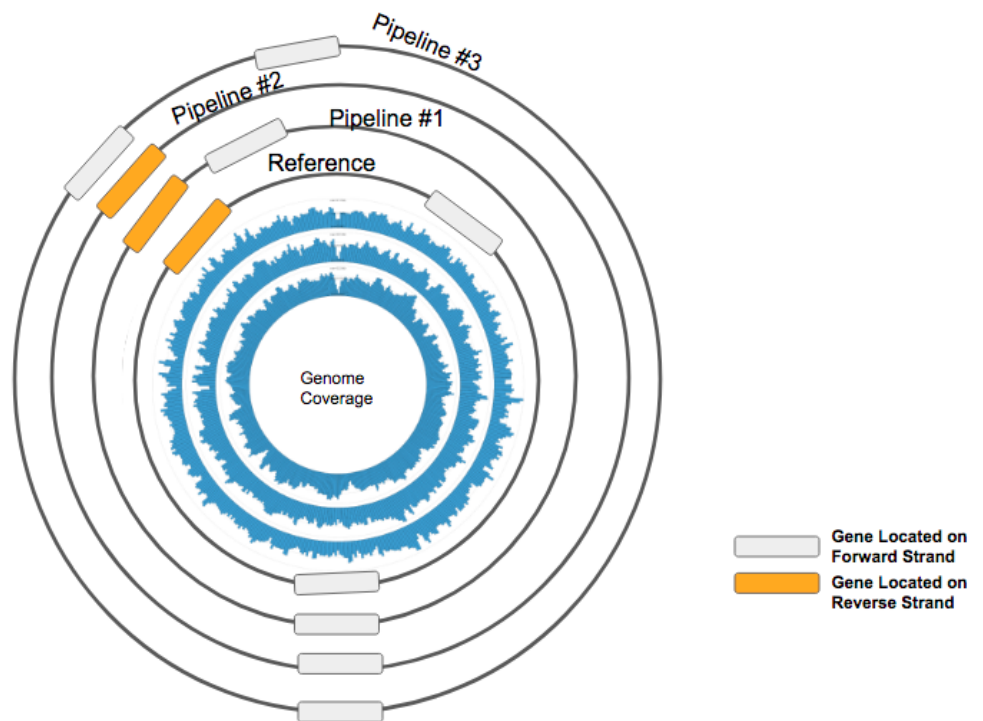 Pipeline #3
Pipeline #2
Pipeline #1
Reference
Genome
Coverage
Gene Located on
Forward Strand
Gene Located on
Reverse Strand